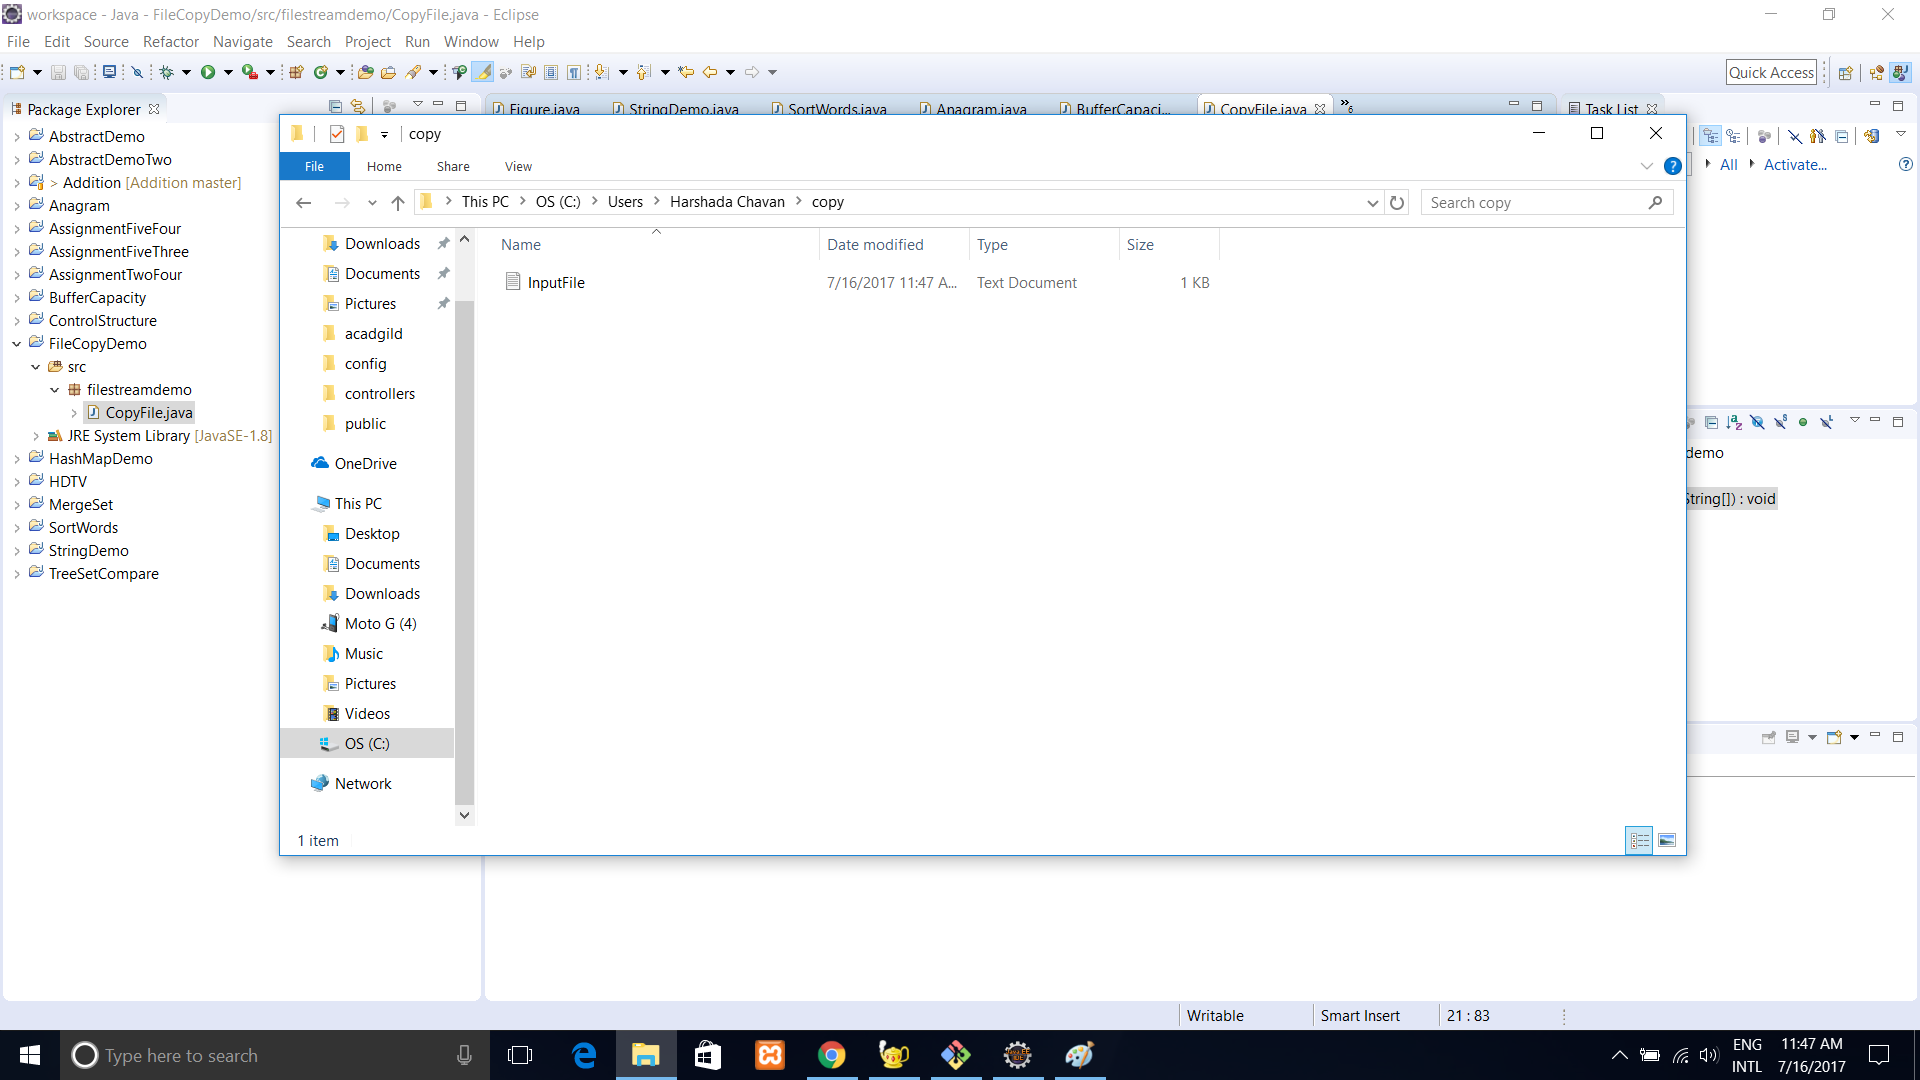 workspace - Java - FileCopyDemo/src/filestreamdemo/CopyFile.java - Eclipse
File Edit Source Refactor Navigate Search Project Run Window Help
Quick Access
Package Explorer
Figure.java StringDemo.java SortWords.java Anagram.java BufferCapaci... CopyFile.java »6
Task List
All Activate...
AbstractDemo
AbstractDemoTwo
> Addition [Addition master]
Anagram
AssignmentFiveFour
AssignmentFiveThree
AssignmentTwoFour
BufferCapacity
ControlStructure
FileCopyDemo
src
filestreamdemo
CopyFile.java
JRE System Library [JavaSE-1.8]
HashMapDemo
HDTV
MergeSet
SortWords
StringDemo
TreeSetCompare
copy
File Home Share View
This PC > OS (C:) > Users > Harshada Chavan > copy
Search copy
Name Date modified Type Size
InputFile 7/16/2017 11:47 A... Text Document 1 KB
Downloads
Documents
Pictures
acadgild
config
controllers
public
OneDrive
This PC
Desktop
Documents
Downloads
Moto G (4)
Music
Pictures
Videos
OS (C:)
Network
1 item
demo
String[]) : void
Writable Smart Insert 21 : 83
Type here to search
ENG
INTL
11:47 AM
7/16/2017